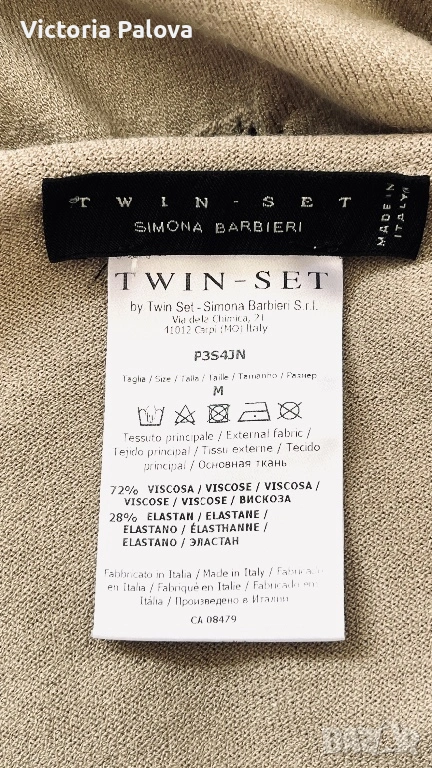 Victoria Palova
TWIN-SET
SIMONA BARBIERI
MADE IN
ITALY
TWIN-SET
by Twin Set - Simona Barbieri S.r.l.
Via della Chimica, 21
41012 Carpi (MO) Italy
P3S4JN
Taglia / Size / Talla / Taille / Tamanho / Размер
M
Tessuto principale / External fabric /
Tejido principal / Tissu externe / Tecido
principal / Основная ткань
72% VISCOSA / VISCOSE / VISCOSA /
VISCOSE / VISCOSE / ВИСКОЗА
28% ELASTAN / ELASTANE /
ELASTANO / ÉLASTHANNE /
ELASTANO / ЭЛАСТАН
Fabbricato in Italia / Made in Italy / Fabricado
en Italia / Fabriqué en Italie / Fabricado en
Itália / Произведено в Италии
CA 08479